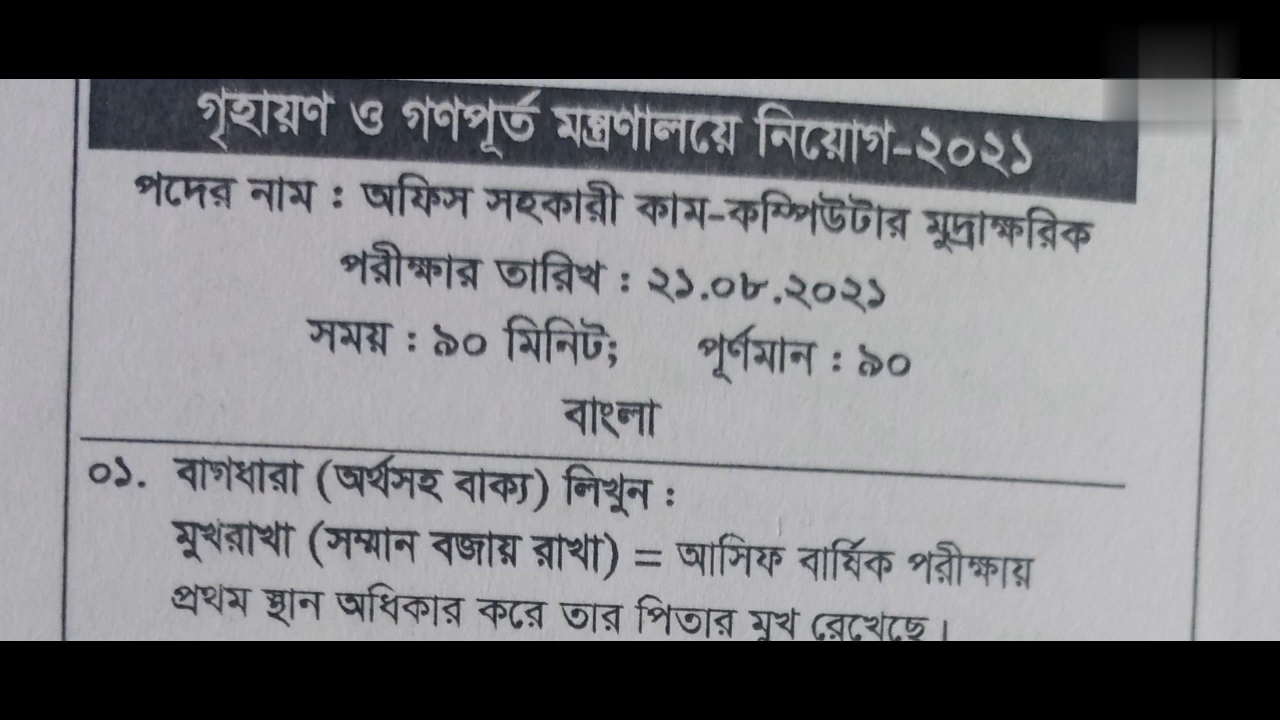 গৃহায়ণ ও গণপূর্ত মন্ত্রণালয়ে নিয়োগ-২০২১
পদের নাম : অফিস সহকারী কাম-কম্পিউটার মুদ্রাক্ষরিক
পরীক্ষার তারিখ : ২১.০৮.২০২১
সময় : ৯০ মিনিট; পূর্ণমান : ৯০
বাংলা
০১. বাগধারা (অর্থসহ বাক্য) লিখুন :
মুখরাখা (সম্মান বজায় রাখা) = আসিফ বার্ষিক পরীক্ষায়
প্রথম স্থান অধিকার করে তার পিতার মুখ রেখেছে।